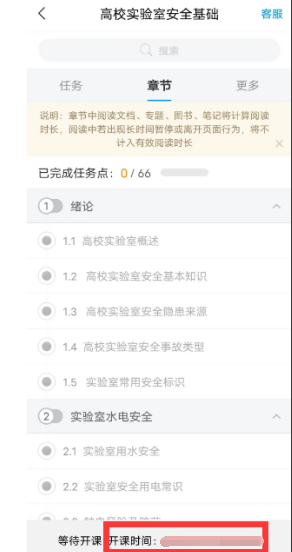 高校实验室安全基础
客服
搜索
任务
章节
更多
说明：章节中阅读文档、专题、图书、笔记将计算阅读
时长，阅读中若出现长时间暂停或离开页面行为，将不
计入有效阅读时长
已完成任务点：0 / 66
1 绪论
1.1 高校实验室概述
1.2 高校实验室安全基本知识
1.3 高校实验室安全隐患来源
1.4 高校实验室安全事故类型
1.5 实验室常用安全标识
2 实验室水电安全
2.1 实验室用水安全
2.2 实验室安全用电常识
等待开课 开课时间：